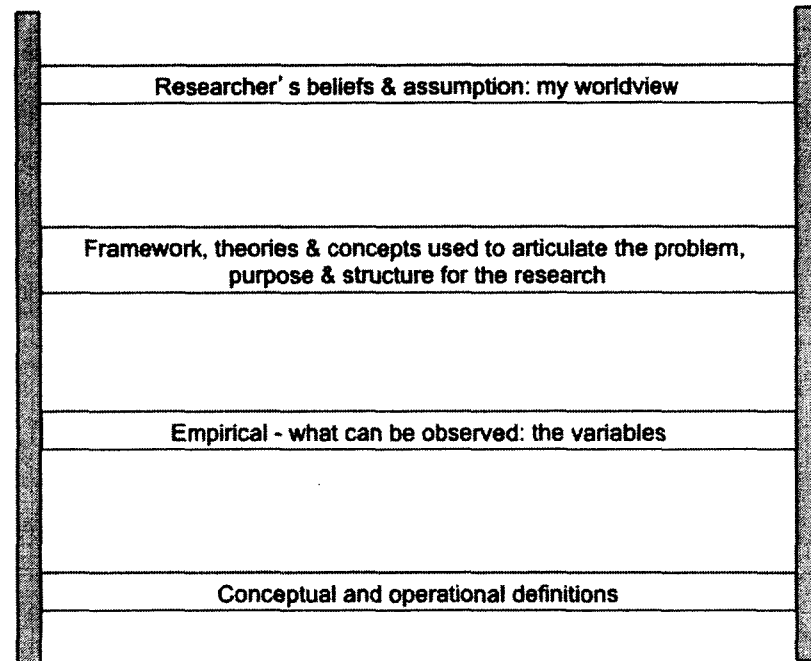 Researcher's beliefs & assumption: my worldview
Framework, theories & concepts used to articulate the problem,
purpose & structure for the research
Empirical - what can be observed: the variables
Conceptual and operational definitions